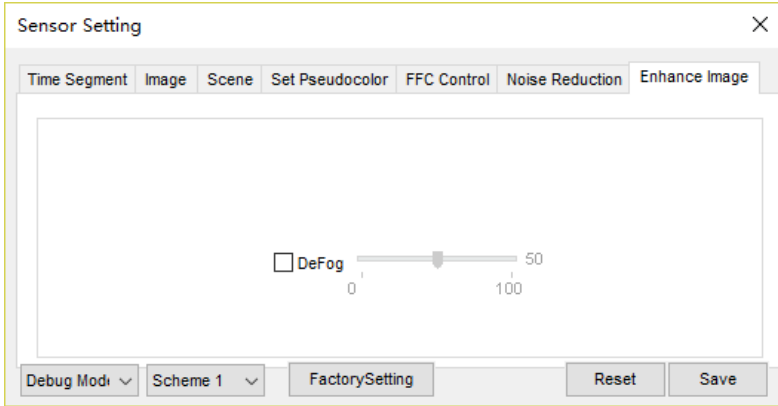 Sensor Setting
Time Segment Image Scene Set Pseudocolor FFC Control Noise Reduction Enhance Image
DeFog 50
0 100
Debug Mod Scheme 1 FactorySetting Reset Save